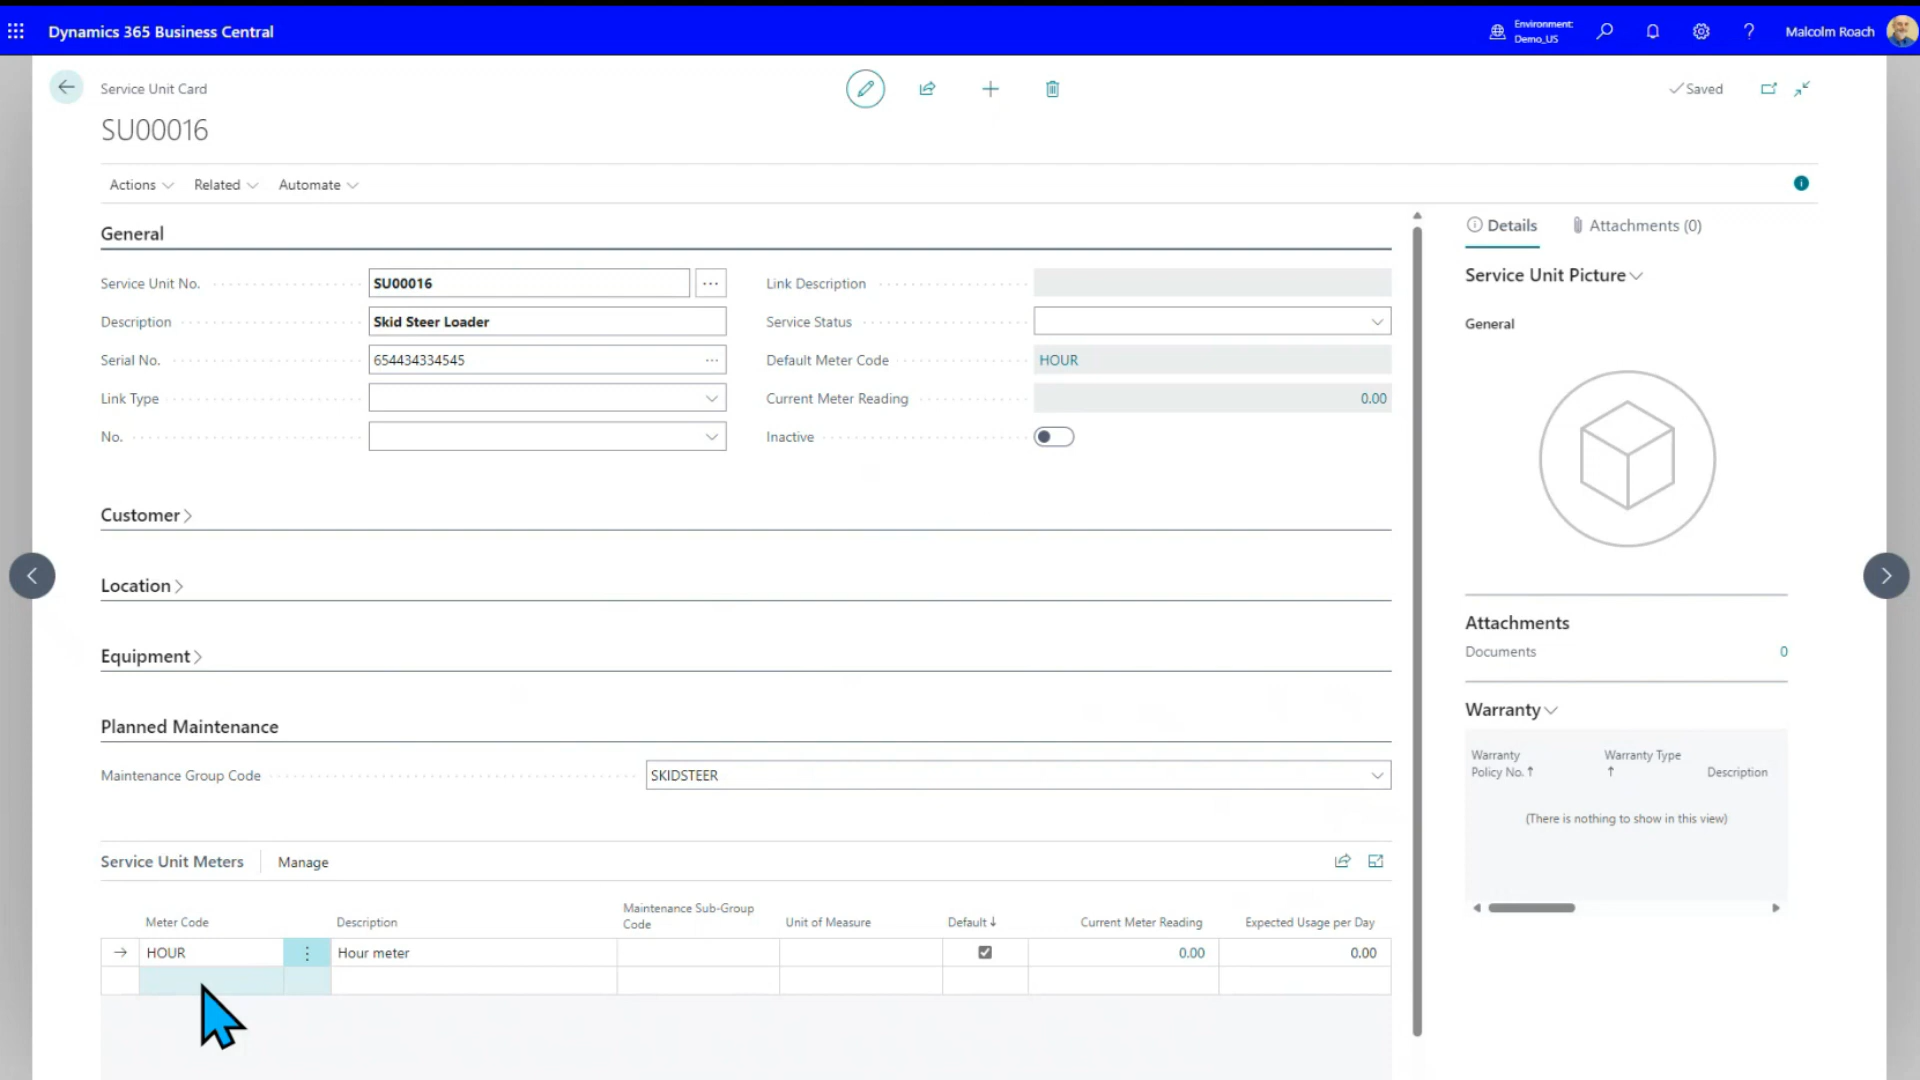 Dynamics 365 Business Central
Environment:
Demo_US
?
Malcolm Roach
Service Unit Card
Saved
SU00016
Actions
Related
Automate
General
Service Unit No.
SU00016
Description
Skid Steer Loader
Serial No.
654434334545
Link Type
No.
Link Description
Service Status
Default Meter Code
HOUR
Current Meter Reading
0.00
Inactive
Customer
Location
Equipment
Planned Maintenance
Maintenance Group Code
SKIDSTEER
Service Unit Meters
Manage
Meter Code
Description
Maintenance Sub-Group
Code
Unit of Measure
Default ↓
Current Meter Reading
Expected Usage per Day
HOUR
Hour meter
0.00
0.00
Details
Attachments (0)
Service Unit Picture
General
Attachments
Documents
0
Warranty
Warranty
Policy No. ↑
Warranty Type
↑
Description
(There is nothing to show in this view)